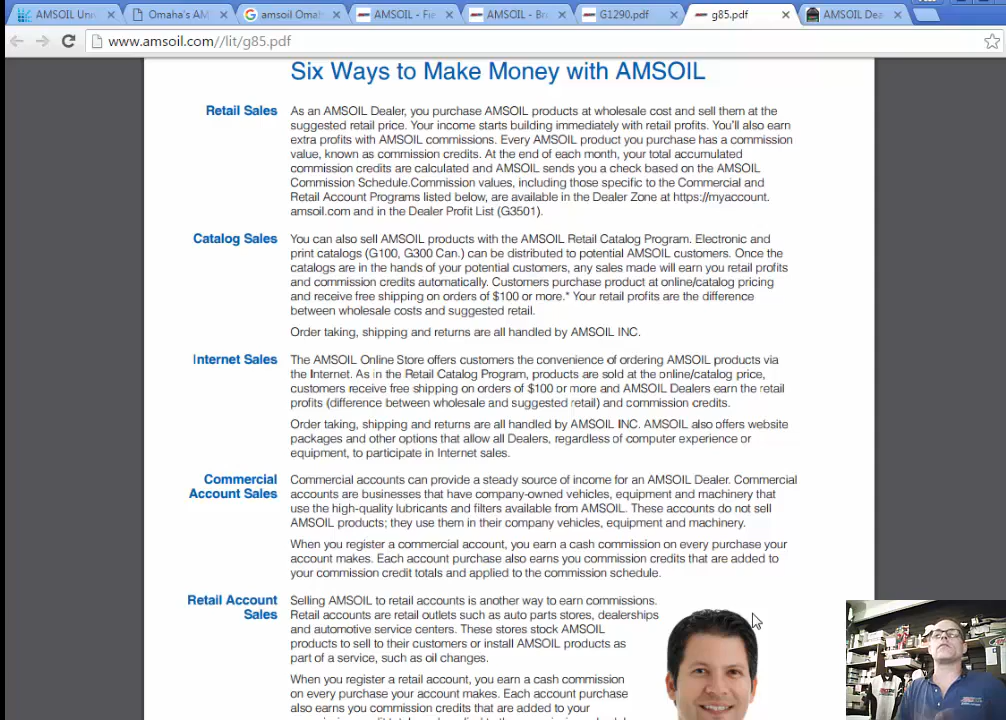 AMSOIL Uni
Omaha's AM
amsoil Omah
AMSOIL - Fie
AMSOIL - Br
G1290.pdf
g85.pdf
AMSOIL Dea
www.amsoil.com//lit/g85.pdf
Six Ways to Make Money with AMSOIL
Retail Sales
As an AMSOIL Dealer, you purchase AMSOIL products at wholesale cost and sell them at the
suggested retail price. Your income starts building immediately with retail profits. You'll also earn
extra profits with AMSOIL commissions. Every AMSOIL product you purchase has a commission
value, known as commission credits. At the end of each month, your total accumulated
commission credits are calculated and AMSOIL sends you a check based on the AMSOIL
Commission Schedule.Commission values, including those specific to the Commercial and
Retail Account Programs listed below, are available in the Dealer Zone at https://myaccount.
amsoil.com and in the Dealer Profit List (G3501).
Catalog Sales
You can also sell AMSOIL products with the AMSOIL Retail Catalog Program. Electronic and
print catalogs (G100, G300 Can.) can be distributed to potential AMSOIL customers. Once the
catalogs are in the hands of your potential customers, any sales made will earn you retail profits
and commission credits automatically. Customers purchase product at online/catalog pricing
and receive free shipping on orders of $100 or more.* Your retail profits are the difference
between wholesale costs and suggested retail.
Order taking, shipping and returns are all handled by AMSOIL INC.
Internet Sales
The AMSOIL Online Store offers customers the convenience of ordering AMSOIL products via
the Internet. As in the Retail Catalog Program, products are sold at the online/catalog price,
customers receive free shipping on orders of $100 or more and AMSOIL Dealers earn the retail
profits (difference between wholesale and suggested retail) and commission credits.
Order taking, shipping and returns are all handled by AMSOIL INC. AMSOIL also offers website
packages and other options that allow all Dealers, regardless of computer experience or
equipment, to participate in Internet sales.
Commercial
Account Sales
Commercial accounts can provide a steady source of income for an AMSOIL Dealer. Commercial
accounts are businesses that have company-owned vehicles, equipment and machinery that
use the high-quality lubricants and filters available from AMSOIL. These accounts do not sell
AMSOIL products; they use them in their company vehicles, equipment and machinery.
When you register a commercial account, you earn a cash commission on every purchase your
account makes. Each account purchase also earns you commission credits that are added to
your commission credit totals and applied to the commission schedule.
Retail Account
Sales
Selling AMSOIL to retail accounts is another way to earn commissions.
Retail accounts are retail outlets such as auto parts stores, dealerships
and automotive service centers. These stores stock AMSOIL
products to sell to their customers or install AMSOIL products as
part of a service, such as oil changes.
When you register a retail account, you earn a cash commission
on every purchase your account makes. Each account purchase
also earns you commission credits that are added to your